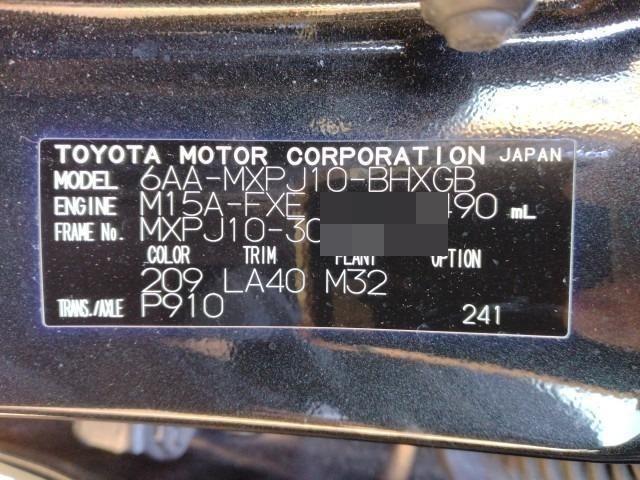 TOYOTA MOTOR CORPORATION JAPAN
MODEL 6AA-MXPJ10-BHXGB
ENGINE M15A-FXE 490 mL
FRAME No. MXPJ10-30
COLOR TRIM PLANT OPTION
209 LA40 M32
TRANS./AXLE P910 241